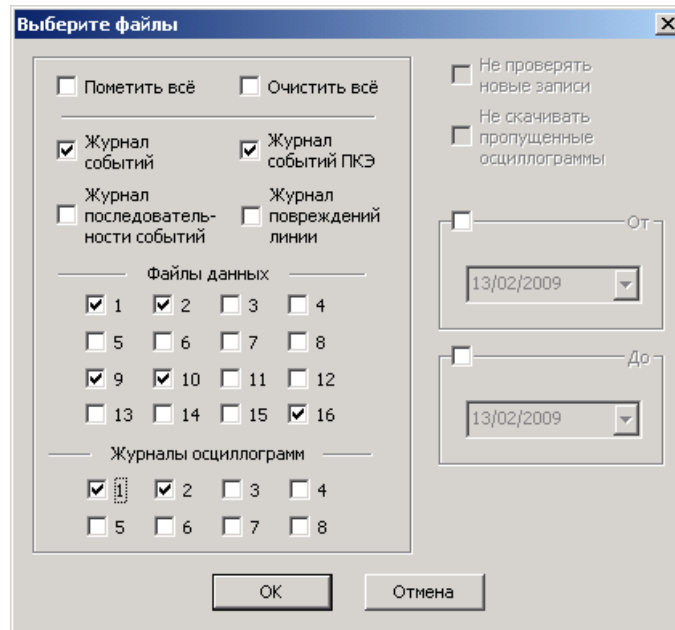 Выберите файлы
Пометить всё
Очистить всё
Журнал
событий
Журнал
событий ПКЭ
Журнал
последователь-
ности событий
Журнал
повреждений
линии
Файлы данных
1 2 3 4
5 6 7 8
9 10 11 12
13 14 15 16
Журналы осциллограмм
1 2 3 4
5 6 7 8
Не проверять
новые записи
Не скачивать
пропущенные
осциллограммы
От
13/02/2009
До
13/02/2009
OK
Отмена